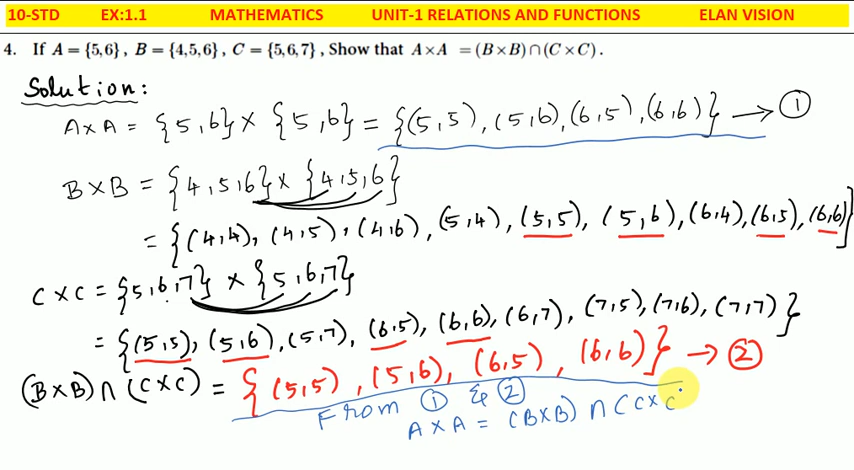 10-STD EX:1.1 MATHEMATICS UNIT-1 RELATIONS AND FUNCTIONS ELAN VISION
4. If A = {5,6}, B = {4,5,6}, C = {5,6,7}, Show that A×A = (B×B)∩(C×C).
Solution:
A×A = {5,6} × {5,6} = {(5,5), (5,6), (6,5), (6,6)} → ①
B×B = {4,5,6} × {4,5,6}
= {(4,4), (4,5), (4,6), (5,4), (5,5), (5,6), (6,4), (6,5), (6,6)}
C×C = {5,6,7} × {5,6,7}
= {(5,5), (5,6), (5,7), (6,5), (6,6), (6,7), (7,5), (7,6), (7,7)}
(B×B)∩(C×C) = {(5,5), (5,6), (6,5), (6,6)} → ②
From ① & ②
A×A = (B×B) ∩ (C×C